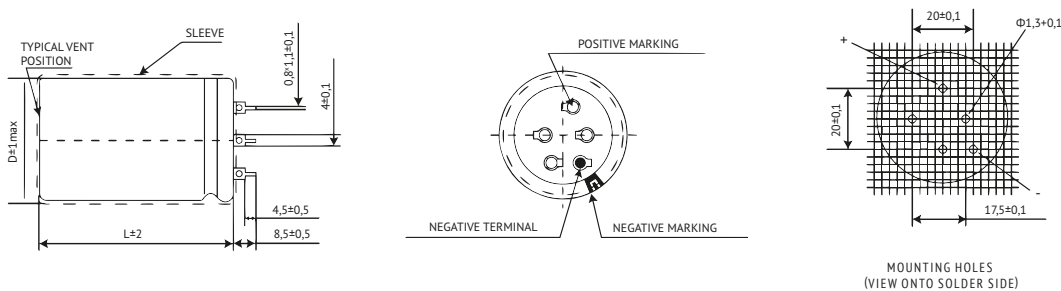 TYPICAL VENT
POSITION
SLEEVE
0,8*1,1±0,1
4±0,1
D±1max
4,5±0,5
L±2
8,5±0,5
POSITIVE MARKING
NEGATIVE TERMINAL
NEGATIVE MARKING
20±0,1
Φ1,3+0,1
+
20±0,1
-
17,5±0,1
MOUNTING HOLES
(VIEW ONTO SOLDER SIDE)